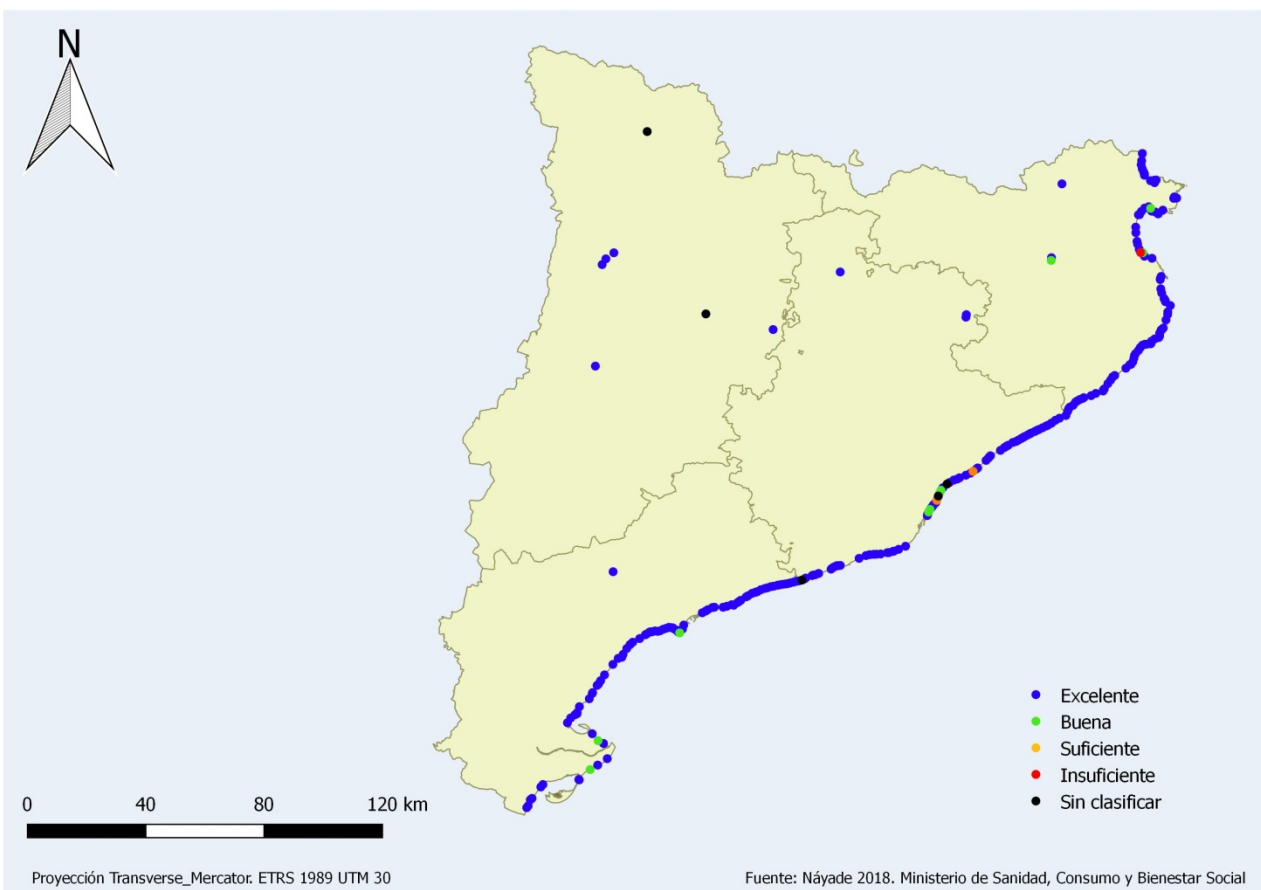 N
Excelente
Buena
Suficiente
Insuficiente
Sin clasificar
0 40 80 120 km
Proyección Transverse_Mercator. ETRS 1989 UTM 30
Fuente: Náyade 2018. Ministerio de Sanidad, Consumo y Bienestar Social